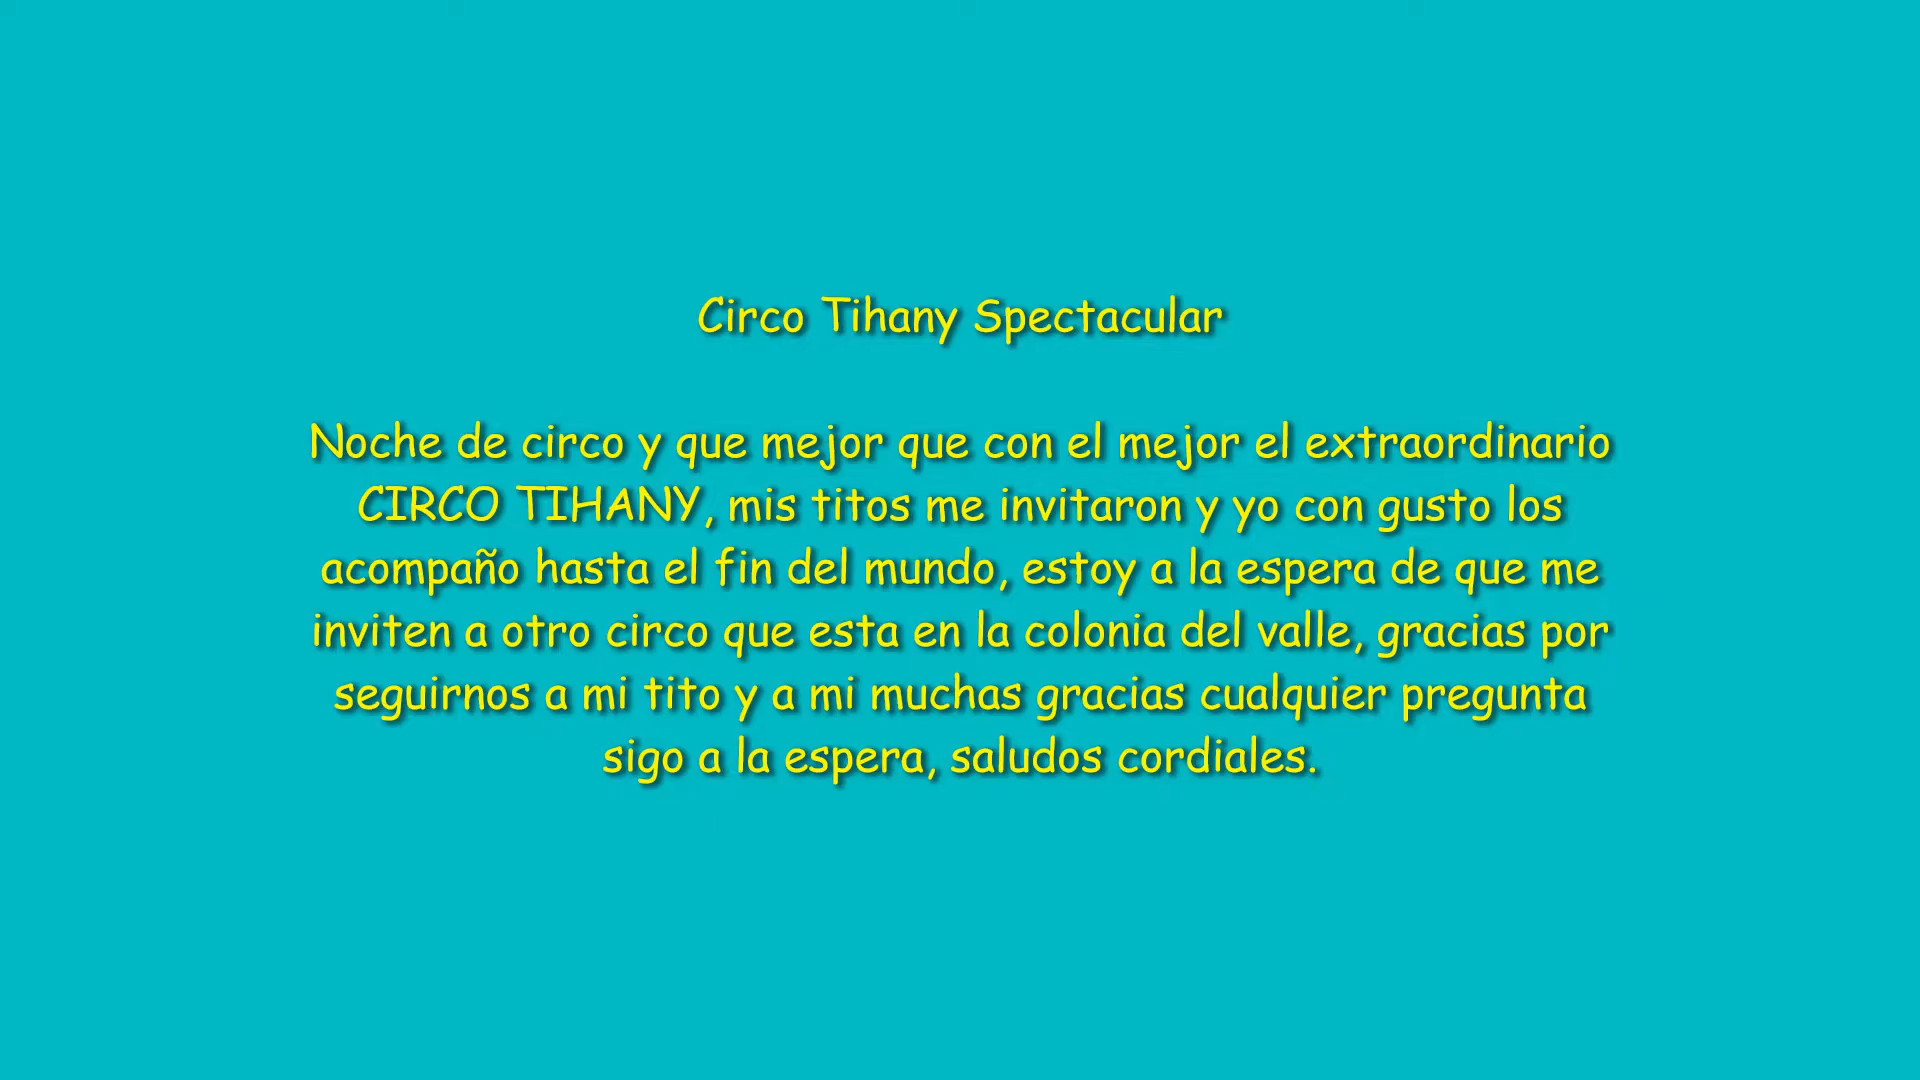 Circo Tihany Spectacular
Noche de circo y que mejor que con el mejor el extraordinario
CIRCO TIHANY, mis titos me invitaron y yo con gusto los
acompaño hasta el fin del mundo, estoy a la espera de que me
inviten a otro circo que esta en la colonia del valle, gracias por
seguirnos a mi tito y a mi muchas gracias cualquier pregunta
sigo a la espera, saludos cordiales.